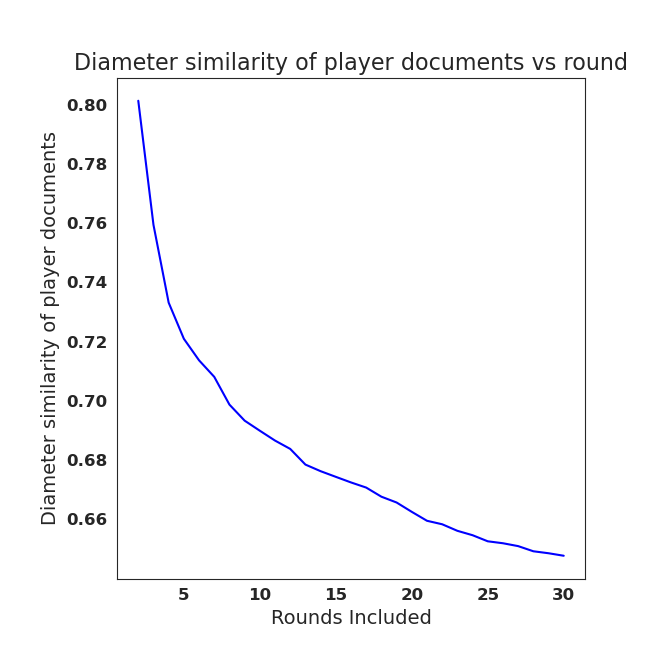 Diameter similarity of player documents vs round
Diameter similarity of player documents
0.80
0.78
0.76
0.74
0.72
0.70
0.68
0.66
5 10 15 20 25 30
Rounds Included